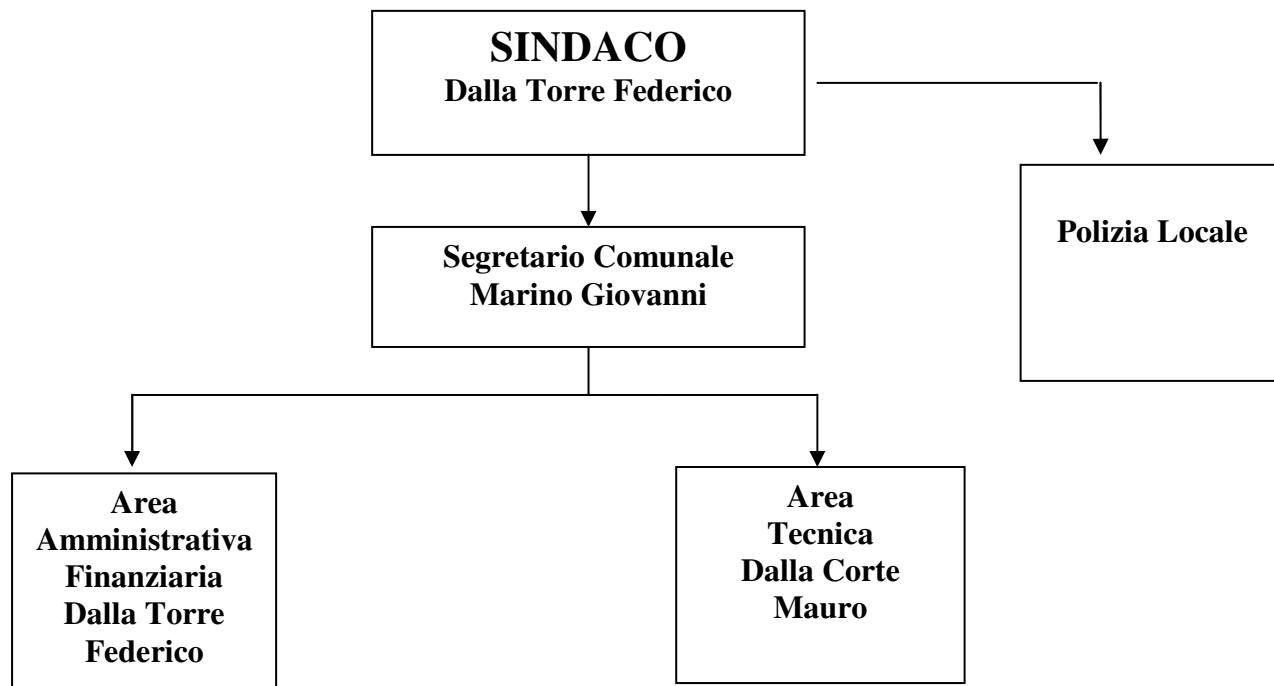 SINDACO
Dalla Torre Federico
Polizia Locale
Segretario Comunale
Marino Giovanni
Area
Amministrativa
Finanziaria
Dalla Torre
Federico
Area
Tecnica
Dalla Corte
Mauro